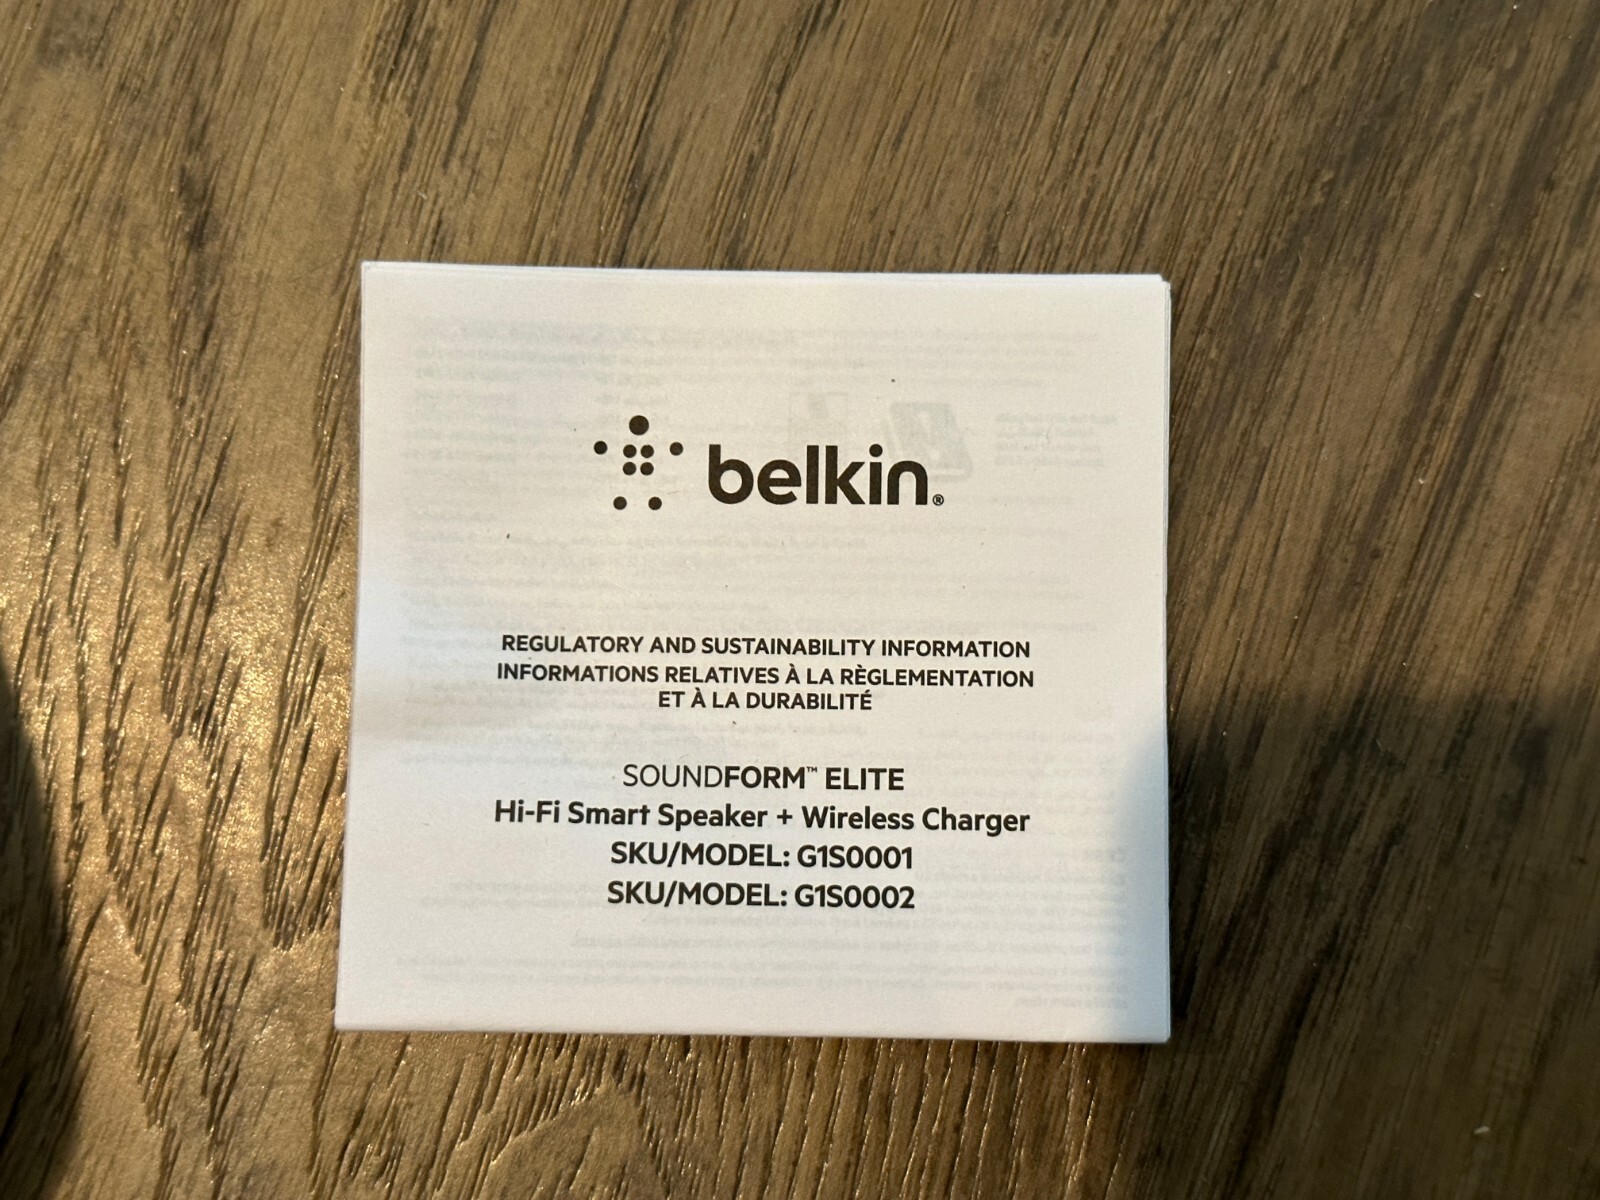 belkin®
REGULATORY AND SUSTAINABILITY INFORMATION
INFORMATIONS RELATIVES À LA RÈGLEMENTATION
ET À LA DURABILITÉ
SOUNDFORM™ ELITE
Hi-Fi Smart Speaker + Wireless Charger
SKU/MODEL: G1S0001
SKU/MODEL: G1S0002